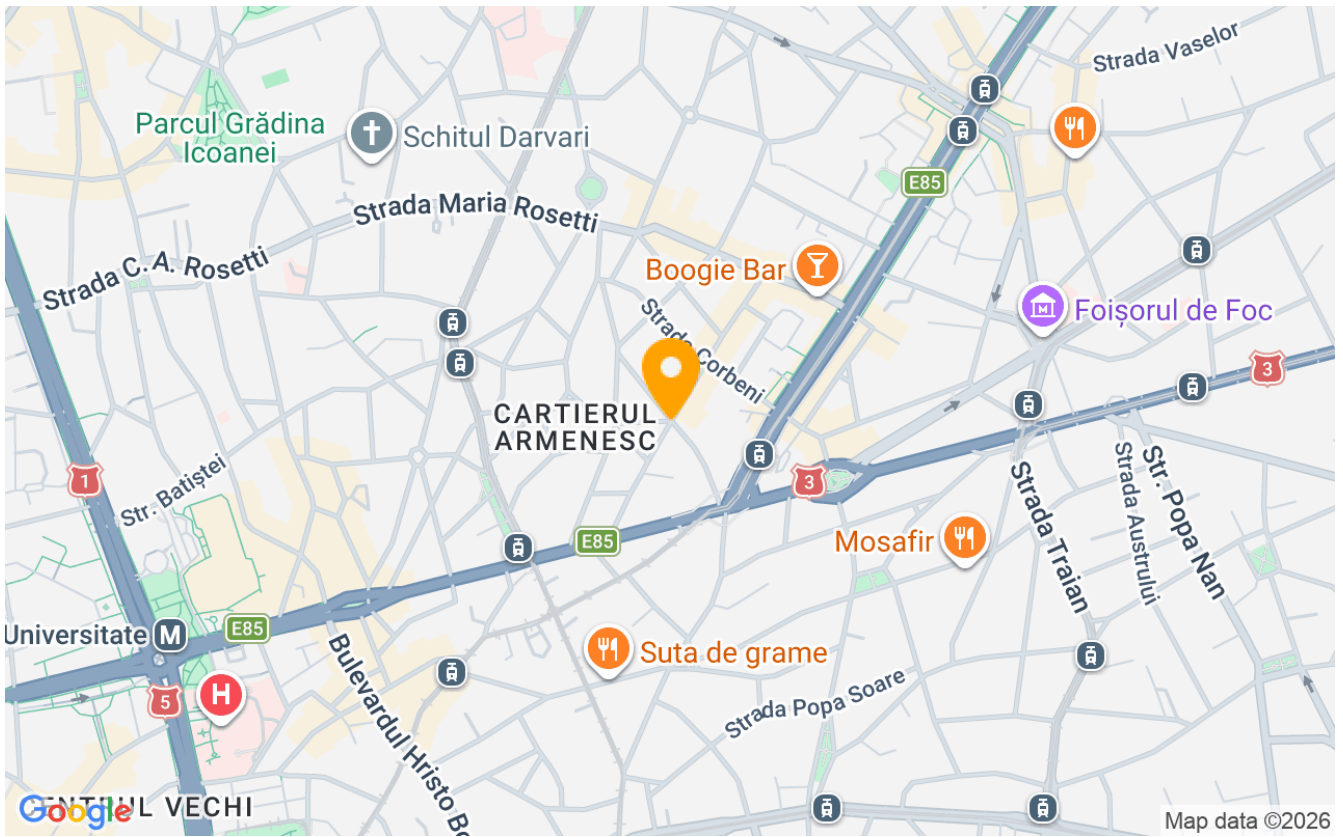 Strada Vaselor
Parcul Grădina
Icoanei
Schitul Darvari
E85
Strada Maria Rosetti
Strada C. A. Rosetti
Boogie Bar
Foișorul de Foc
Strada Corbeni
3
CARTIERUL
ARMENESC
1
Str. Batiștei
3
Strada Traian
Strada Austrului
Str. Popa Nan
E85
Mosafir
Universitate
M
E85
Suta de grame
5
H
Bulevardul Hristo Bo
Strada Popa Soare
Google
VECHI
Map data ©2026